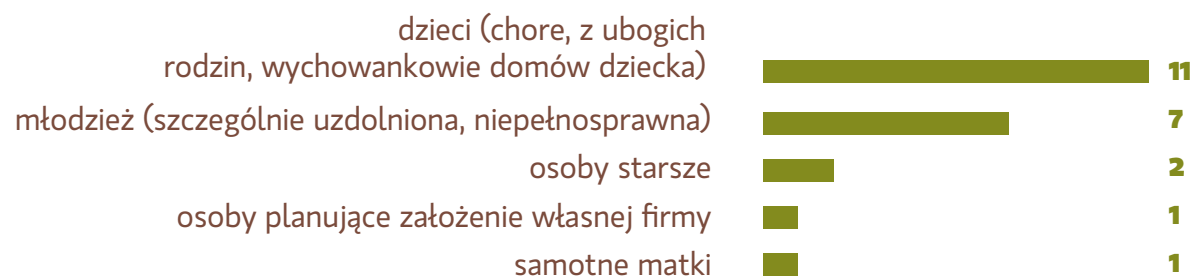 dzieci (chore, z ubogich
rodzin, wychowankowie domów dziecka) 11
młodzież (szczególnie uzdolniona, niepełnosprawna) 7
osoby starsze 2
osoby planujące założenie własnej firmy 1
samotne matki 1